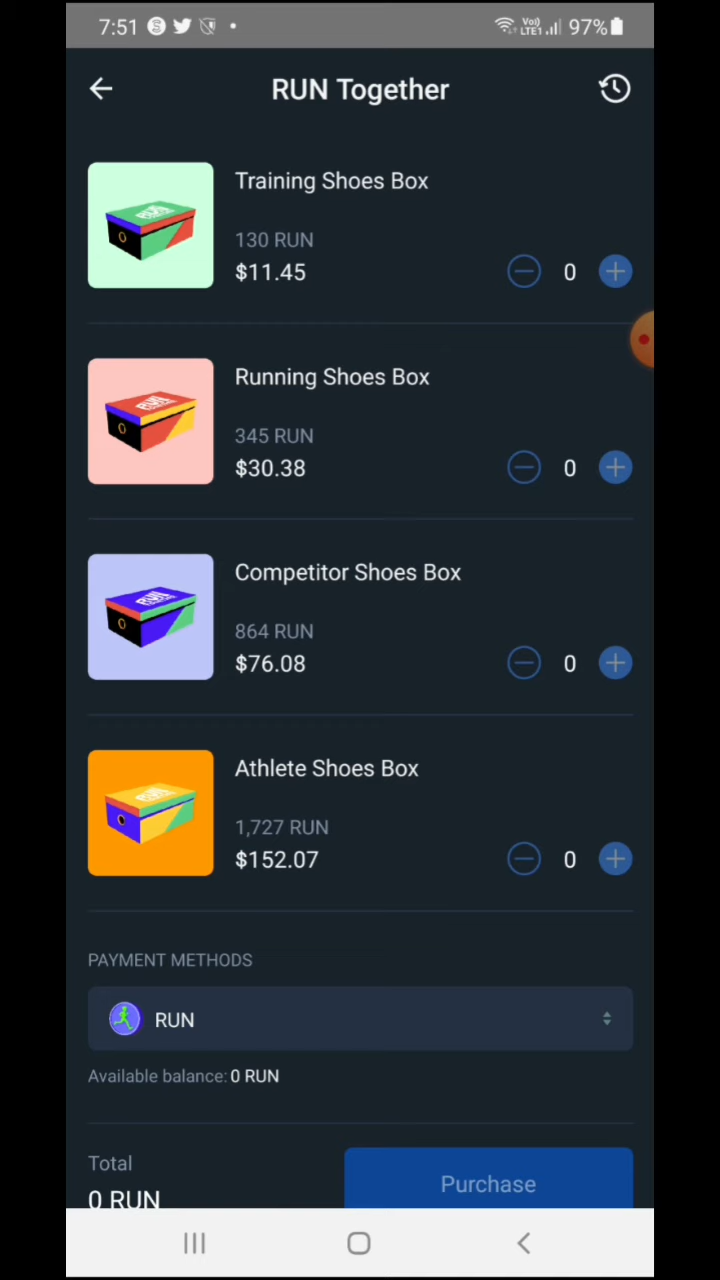 7:51
Vo)
LTE1
97%
RUN Together
Training Shoes Box
130 RUN
$11.45
0
Running Shoes Box
345 RUN
$30.38
0
Competitor Shoes Box
864 RUN
$76.08
0
Athlete Shoes Box
1,727 RUN
$152.07
0
PAYMENT METHODS
RUN
Available balance: 0 RUN
Total
Purchase
0 RUN